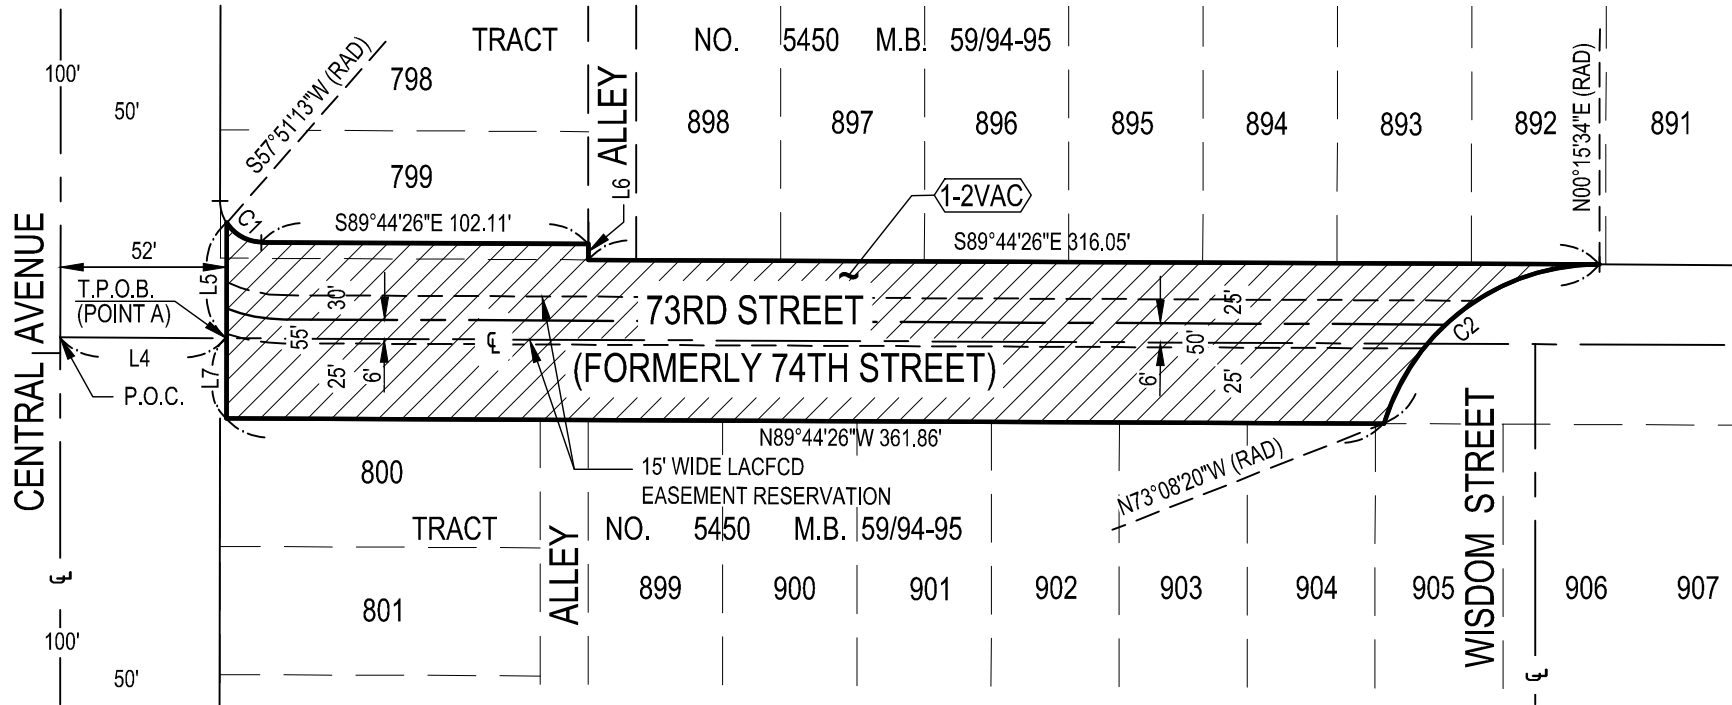 TRACT NO. 5450 M.B. 59/94-95
100'
50'
S57°51'13"W (RAD)
798
799
ALLEY
L6
898
897
896
895
894
893
892
891
N00°15'34"E (RAD)
1-2VAC
C1
S89°44'26"E 102.11'
S89°44'26"E 316.05'
CENTRAL AVENUE
52'
L5
T.P.O.B.
(POINT A)
L4
P.O.C.
L7
30'
55'
25'
6'
℄
73RD STREET
(FORMERLY 74TH STREET)
25'
50'
6'
25'
C2
N89°44'26"W 361.86'
15' WIDE LACFCD
EASEMENT RESERVATION
N73°08'20"W (RAD)
WISDOM STREET
℄
800
TRACT NO. 5450 M.B. 59/94-95
801
ALLEY
899
900
901
902
903
904
905
906
907
℄
100'
50'